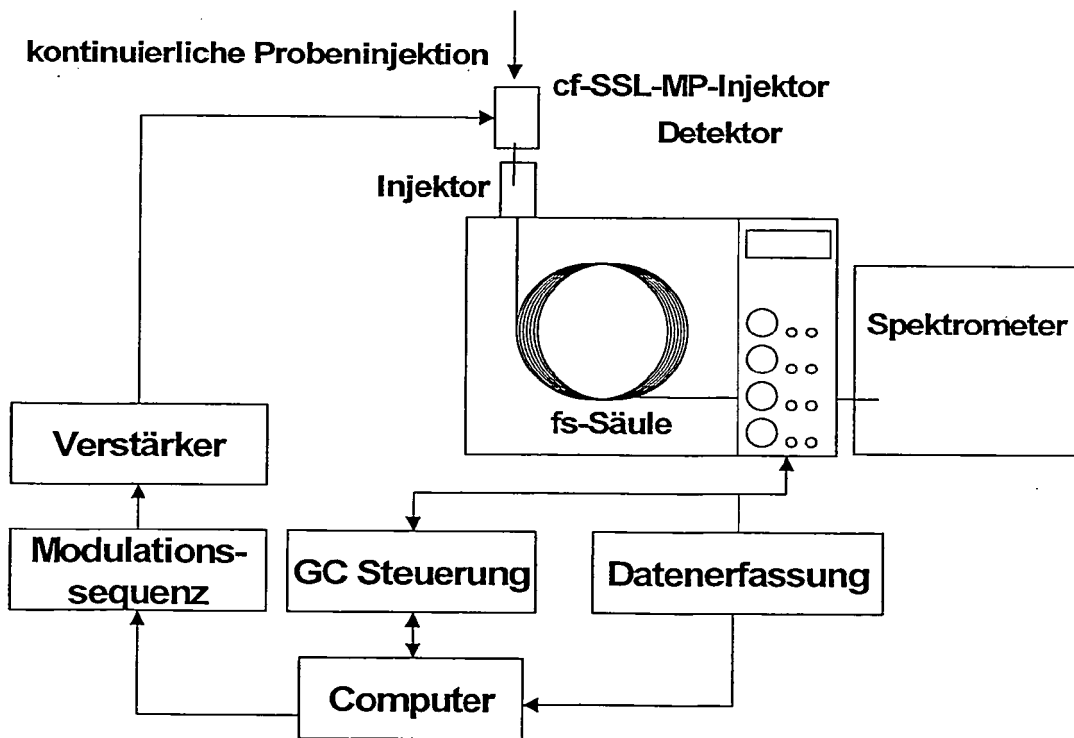 kontinuierliche Probeninjektion
cf-SSL-MP-Injektor
Detektor
Injektor
Spektrometer
fs-Säule
Verstärker
Modulations-
sequenz
GC Steuerung
Datenerfassung
Computer